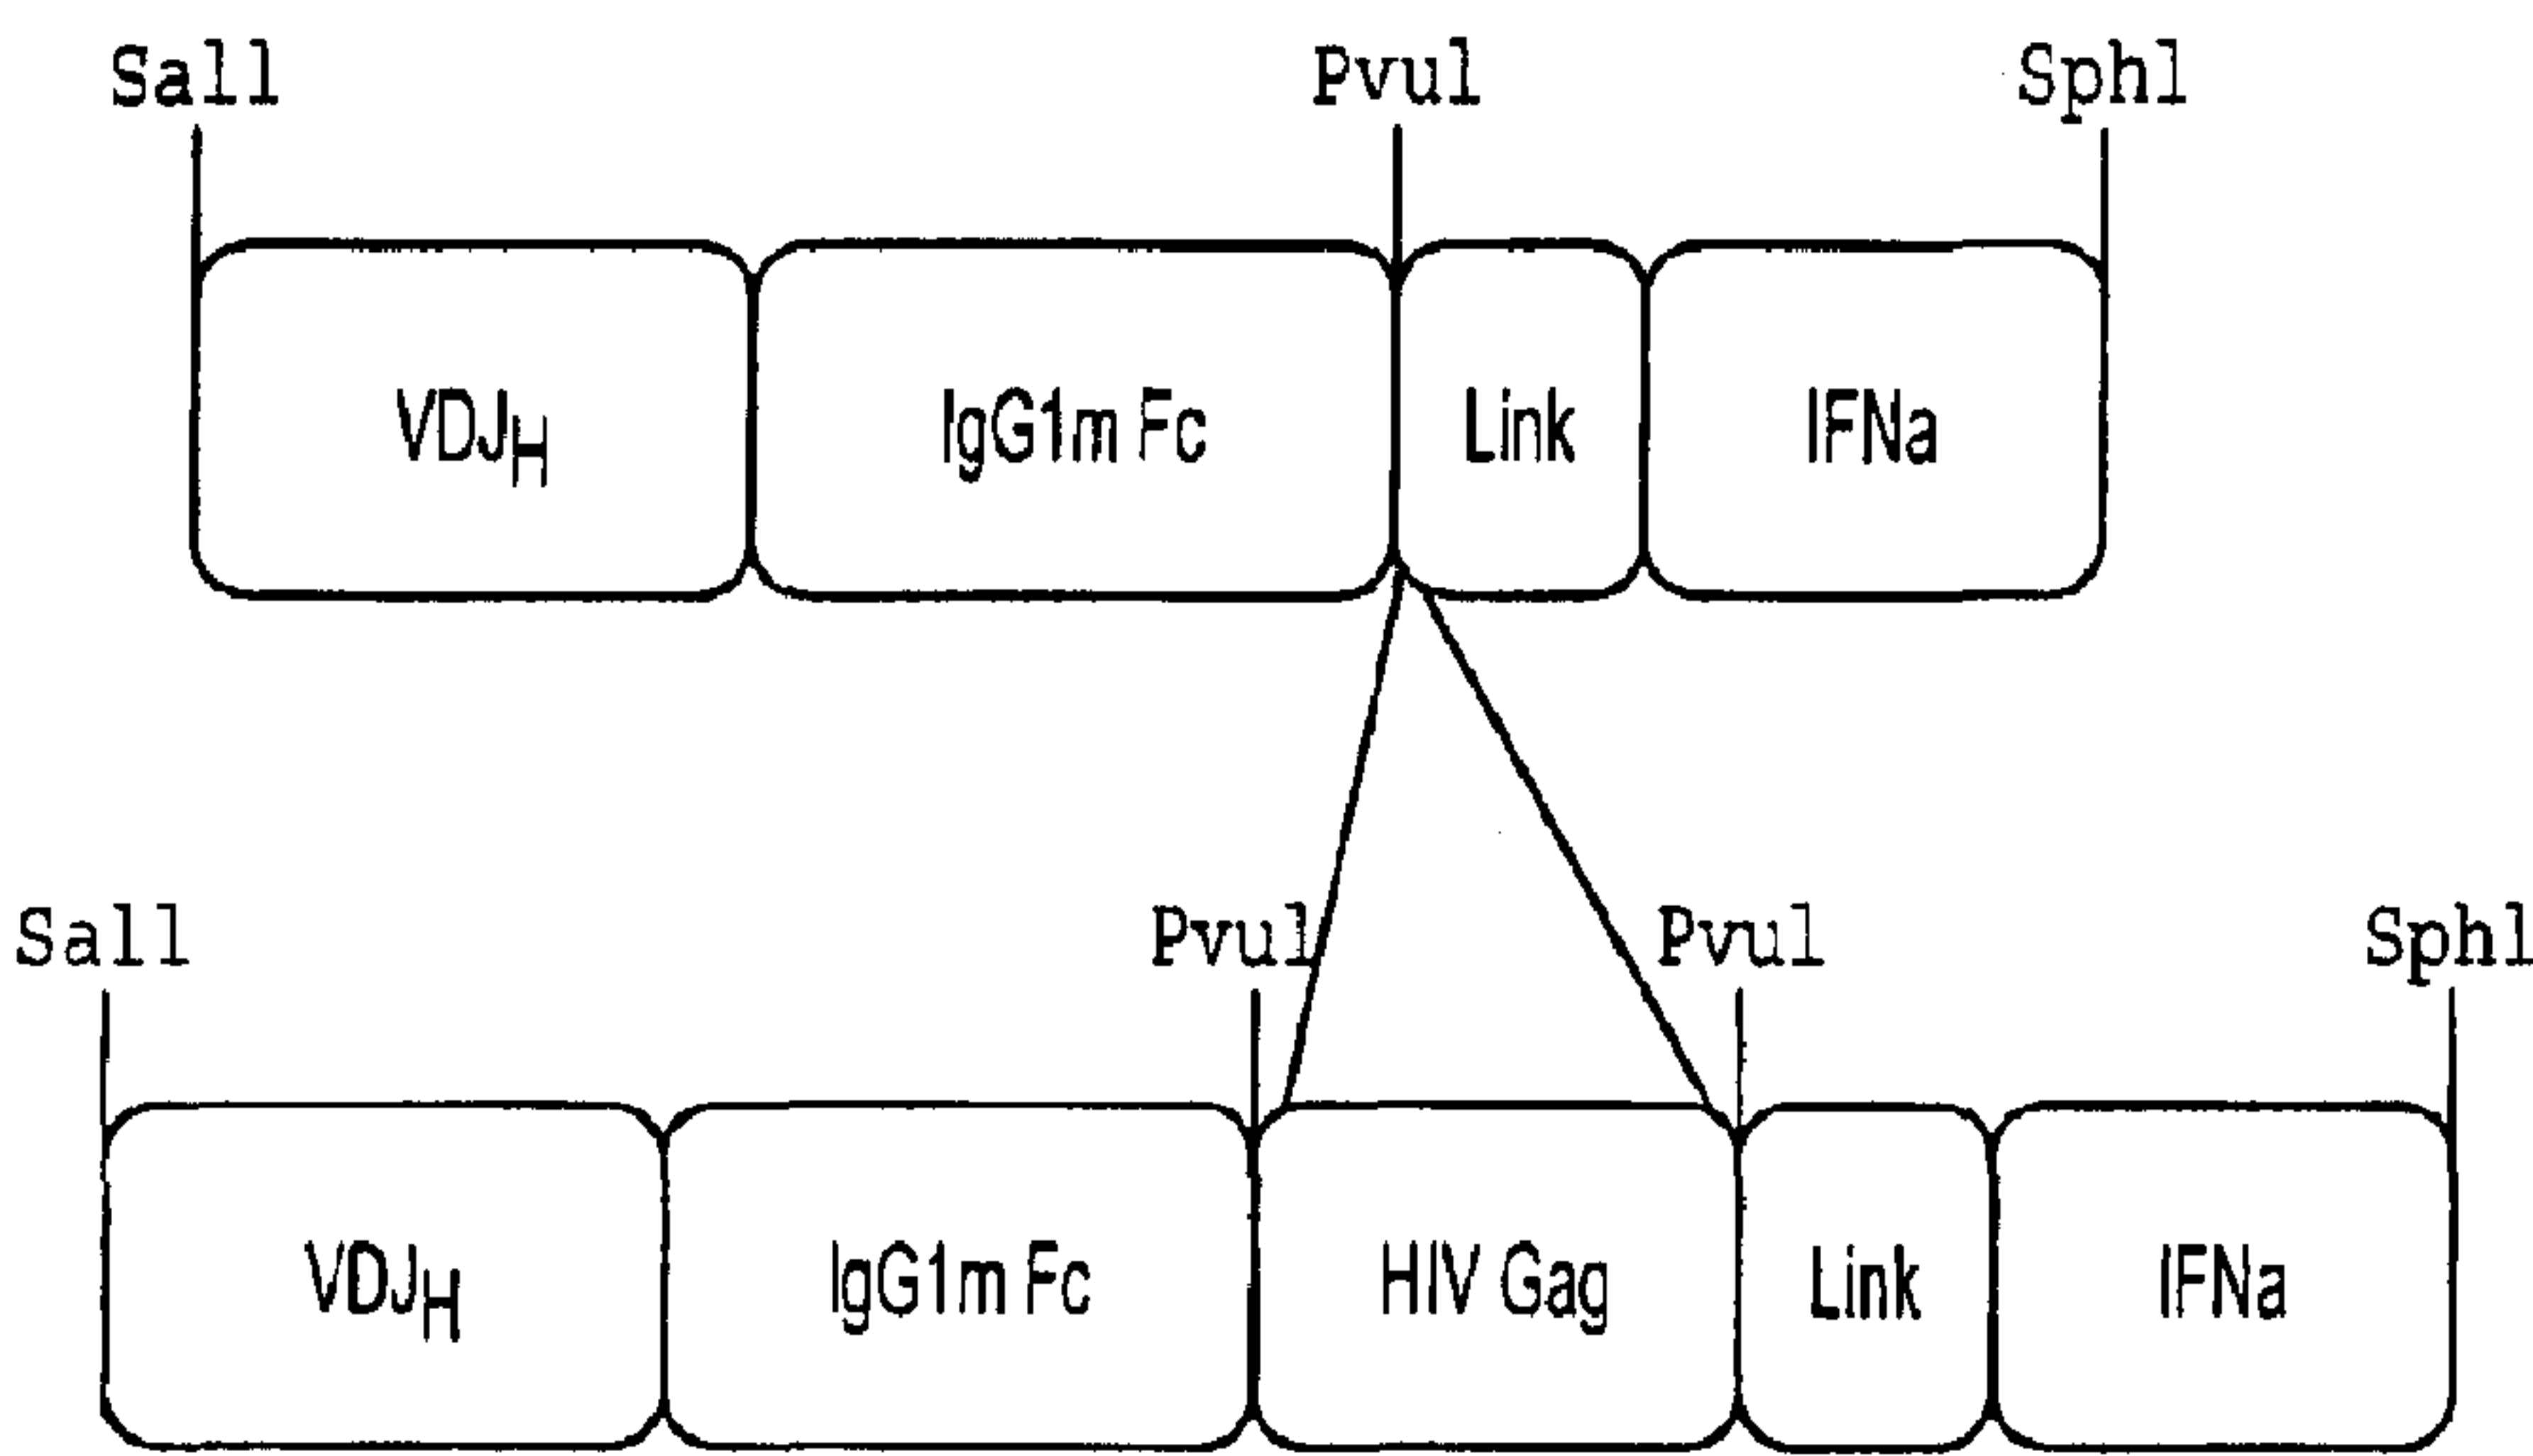 SalI PvuI SphI
VDJH IgG1m Fc Link IFNa
SalI PvuI PvuI SphI
VDJH IgG1m Fc HIV Gag Link IFNa